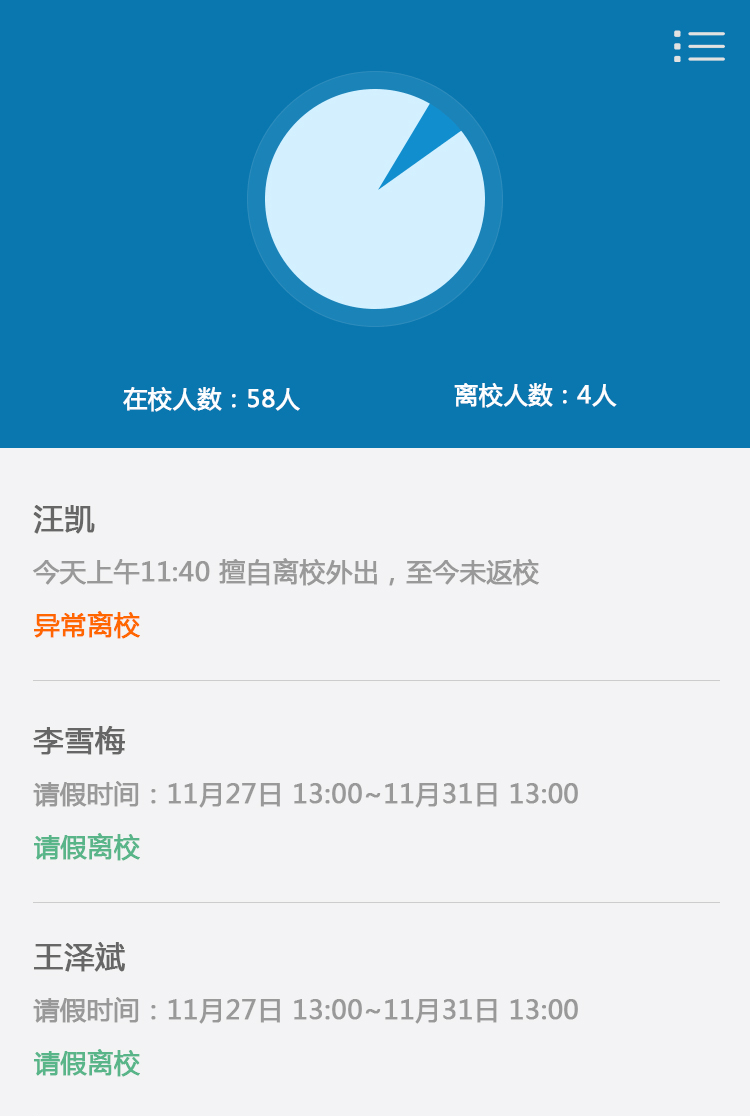 在校人数：58人
离校人数：4人
汪凯
今天上午11:40 擅自离校外出，至今未返校
异常离校
李雪梅
请假时间：11月27日 13:00~11月31日 13:00
请假离校
王泽斌
请假时间：11月27日 13:00~11月31日 13:00
请假离校